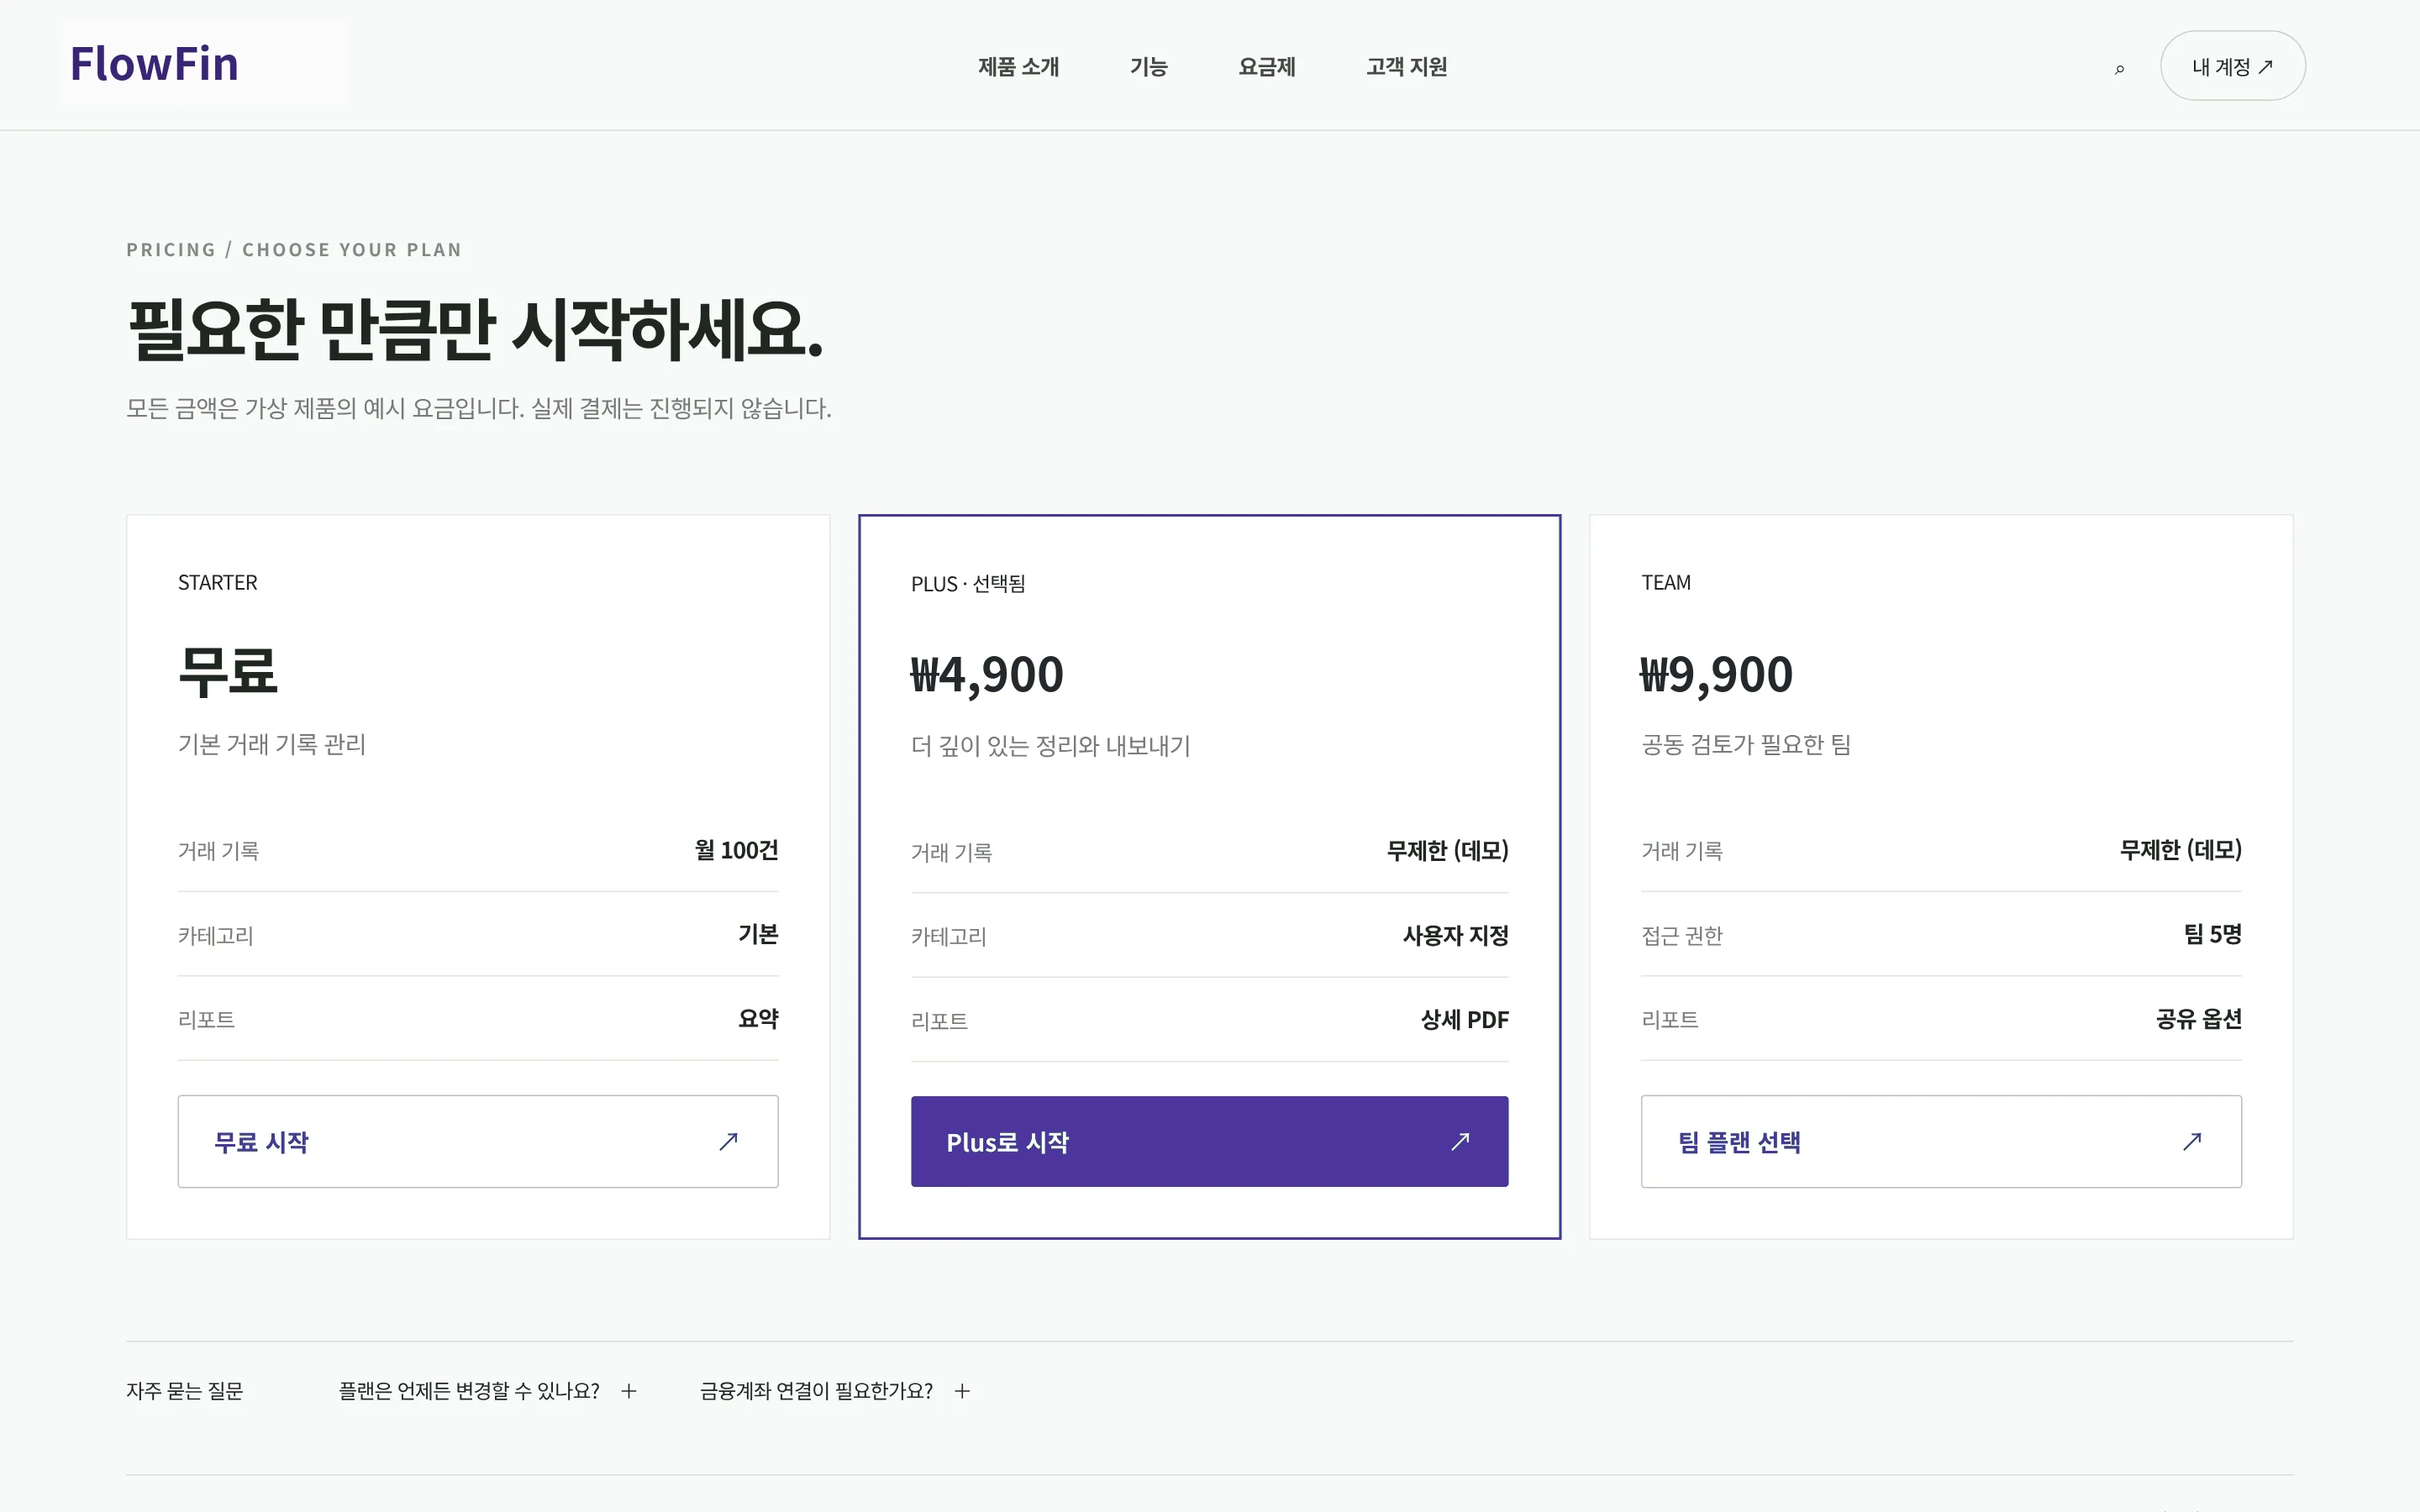 FlowFin
제품 소개 기능 요금제 고객 지원 ⌕ 내 계정 ↗
PRICING / CHOOSE YOUR PLAN
필요한 만큼만 시작하세요.
모든 금액은 가상 제품의 예시 요금입니다. 실제 결제는 진행되지 않습니다.
STARTER
무료
기본 거래 기록 관리
거래 기록 월 100건
카테고리 기본
리포트 요약
무료 시작 ↗
PLUS · 선택됨
₩4,900
더 깊이 있는 정리와 내보내기
거래 기록 무제한 (데모)
카테고리 사용자 지정
리포트 상세 PDF
Plus로 시작 ↗
TEAM
₩9,900
공동 검토가 필요한 팀
거래 기록 무제한 (데모)
접근 권한 팀 5명
리포트 공유 옵션
팀 플랜 선택 ↗
자주 묻는 질문 플랜은 언제든 변경할 수 있나요? + 금융계좌 연결이 필요한가요? +